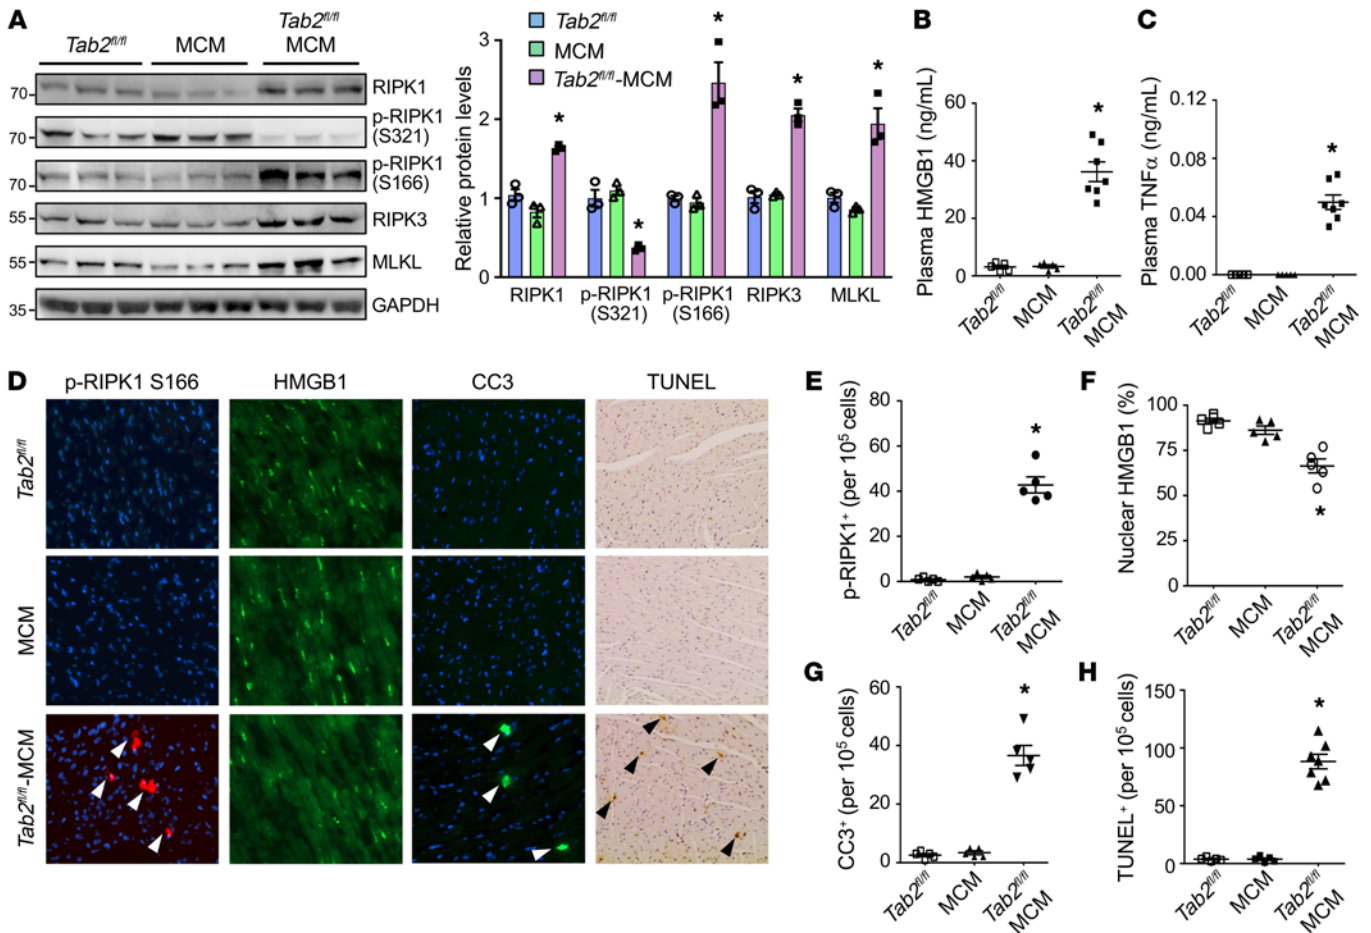 A
Tab2fl/fl
MCM
Tab2fl/fl
MCM
70
RIPK1
70
p-RIPK1
(S321)
70
p-RIPK1
(S166)
55
RIPK3
55
MLKL
35
GAPDH
Relative protein levels
3
2
1
0
Tab2fl/fl
MCM
Tab2fl/fl-MCM
*
*
*
*
*
RIPK1
p-RIPK1
(S321)
p-RIPK1
(S166)
RIPK3
MLKL
B
Plasma HMGB1 (ng/mL)
60
40
20
0
*
Tab2fl/fl
MCM
Tab2fl/fl
MCM
C
Plasma TNFα (ng/mL)
0.12
0.08
0.04
0.00
*
Tab2fl/fl
MCM
Tab2fl/fl
MCM
D
p-RIPK1 S166
HMGB1
CC3
TUNEL
Tab2fl/fl
MCM
Tab2fl/fl-MCM
E
p-RIPK1+ (per 105 cells)
80
60
40
20
0
*
Tab2fl/fl
MCM
Tab2fl/fl
MCM
F
Nuclear HMGB1 (%)
100
75
50
25
0
*
Tab2fl/fl
MCM
Tab2fl/fl
MCM
G
CC3+ (per 105 cells)
60
40
20
0
*
Tab2fl/fl
MCM
Tab2fl/fl
MCM
H
TUNEL+ (per 105 cells)
150
100
50
0
*
Tab2fl/fl
MCM
Tab2fl/fl
MCM